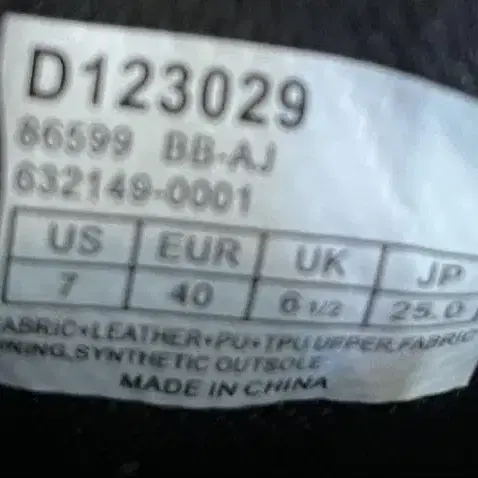 D123029
86599 BB-AJ
632149-0001
US EUR UK JP
7 40 6 1/2 25.0
FABRIC+LEATHER+PU+TPU UPPER,FABRIC
LINING,SYNTHETIC OUTSOLE
MADE IN CHINA